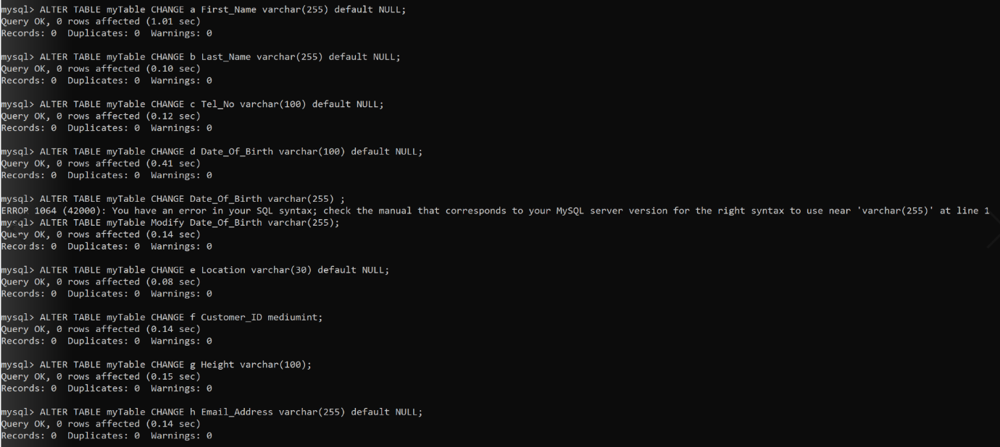 mysql> ALTER TABLE myTable CHANGE a First_Name varchar(255) default NULL;
Query OK, 0 rows affected (1.01 sec)
Records: 0  Duplicates: 0  Warnings: 0
mysql> ALTER TABLE myTable CHANGE b Last_Name varchar(255) default NULL;
Query OK, 0 rows affected (0.10 sec)
Records: 0  Duplicates: 0  Warnings: 0
mysql> ALTER TABLE myTable CHANGE c Tel_No varchar(100) default NULL;
Query OK, 0 rows affected (0.12 sec)
Records: 0  Duplicates: 0  Warnings: 0
mysql> ALTER TABLE myTable CHANGE d Date_Of_Birth varchar(100) default NULL;
Query OK, 0 rows affected (0.41 sec)
Records: 0  Duplicates: 0  Warnings: 0
mysql> ALTER TABLE myTable CHANGE Date_Of_Birth varchar(255) ;
ERROR 1064 (42000): You have an error in your SQL syntax; check the manual that corresponds to your MySQL server version for the right syntax to use near 'varchar(255)' at line 1
mysql> ALTER TABLE myTable Modify Date_Of_Birth varchar(255);
Query OK, 0 rows affected (0.14 sec)
Records: 0  Duplicates: 0  Warnings: 0
mysql> ALTER TABLE myTable CHANGE e Location varchar(30) default NULL;
Query OK, 0 rows affected (0.08 sec)
Records: 0  Duplicates: 0  Warnings: 0
mysql> ALTER TABLE myTable CHANGE f Customer_ID mediumint;
Query OK, 0 rows affected (0.14 sec)
Records: 0  Duplicates: 0  Warnings: 0
mysql> ALTER TABLE myTable CHANGE g Height varchar(100);
Query OK, 0 rows affected (0.15 sec)
Records: 0  Duplicates: 0  Warnings: 0
mysql> ALTER TABLE myTable CHANGE h Email_Address varchar(255) default NULL;
Query OK, 0 rows affected (0.14 sec)
Records: 0  Duplicates: 0  Warnings: 0